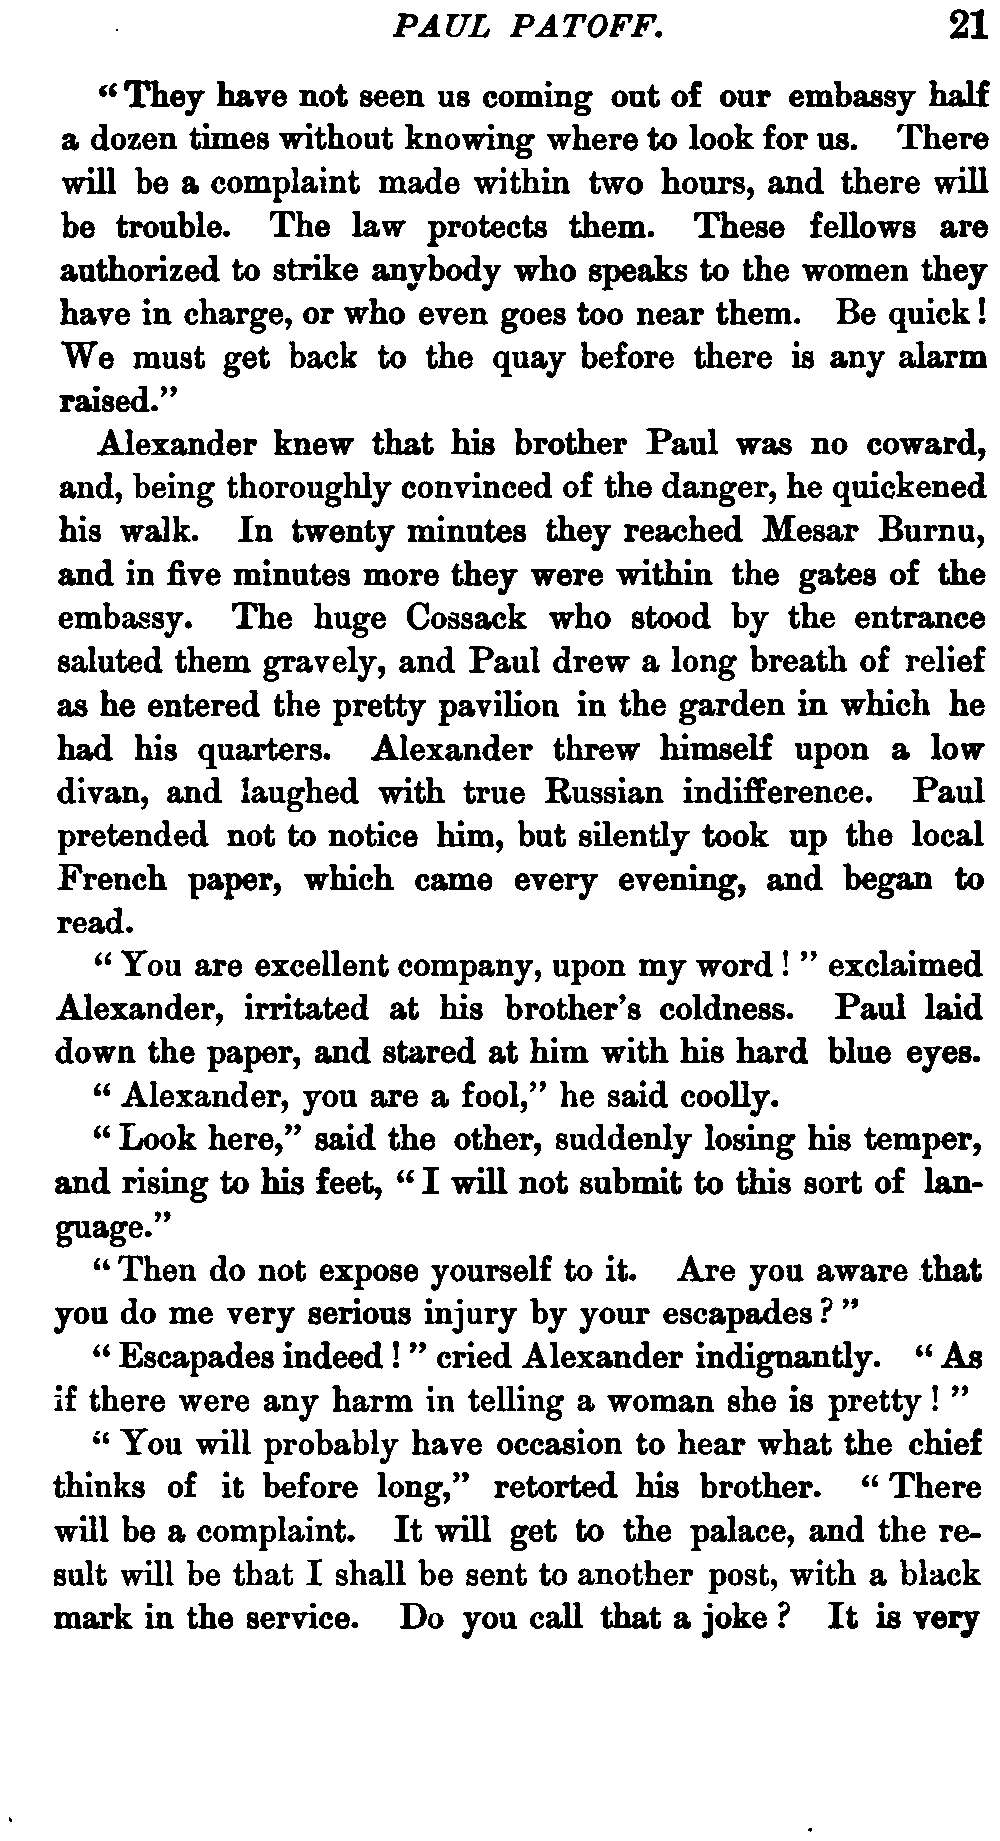 PAUL PATOFF. 21
“They have not seen us coming out of our embassy half
a dozen times without knowing where to look for us. There
will be a complaint made within two hours, and there will
be trouble. The law protects them. These fellows are
authorized to strike anybody who speaks to the women they
have in charge, or who even goes too near them. Be quick!
We must get back to the quay before there is any alarm
raised.”
Alexander knew that his brother Paul was no coward,
and, being thoroughly convinced of the danger, he quickened
his walk. In twenty minutes they reached Mesar Burnu,
and in five minutes more they were within the gates of the
embassy. The huge Cossack who stood by the entrance
saluted them gravely, and Paul drew a long breath of relief
as he entered the pretty pavilion in the garden in which he
had his quarters. Alexander threw himself upon a low
divan, and laughed with true Russian indifference. Paul
pretended not to notice him, but silently took up the local
French paper, which came every evening, and began to
read.
“You are excellent company, upon my word!” exclaimed
Alexander, irritated at his brother’s coldness. Paul laid
down the paper, and stared at him with his hard blue eyes.
“Alexander, you are a fool,” he said coolly.
“Look here,” said the other, suddenly losing his temper,
and rising to his feet, “I will not submit to this sort of lan-
guage.”
“Then do not expose yourself to it. Are you aware that
you do me very serious injury by your escapades?”
“Escapades indeed!” cried Alexander indignantly. “As
if there were any harm in telling a woman she is pretty!”
“You will probably have occasion to hear what the chief
thinks of it before long,” retorted his brother. “There
will be a complaint. It will get to the palace, and the re-
sult will be that I shall be sent to another post, with a black
mark in the service. Do you call that a joke? It is very